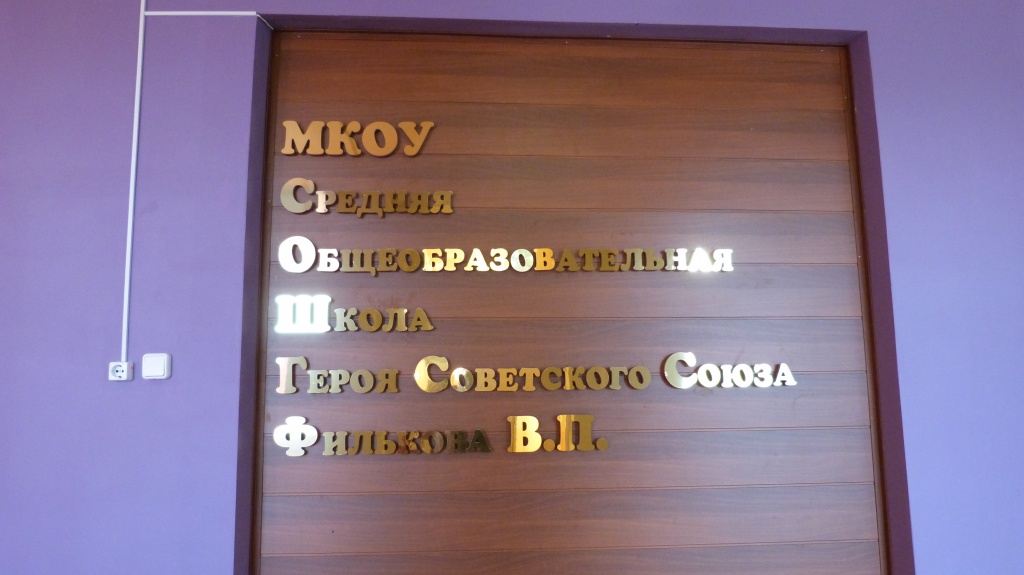 МКОУ
Средняя
Общеобразовательная
Школа
Героя Советского Союза
Филькова В.П.